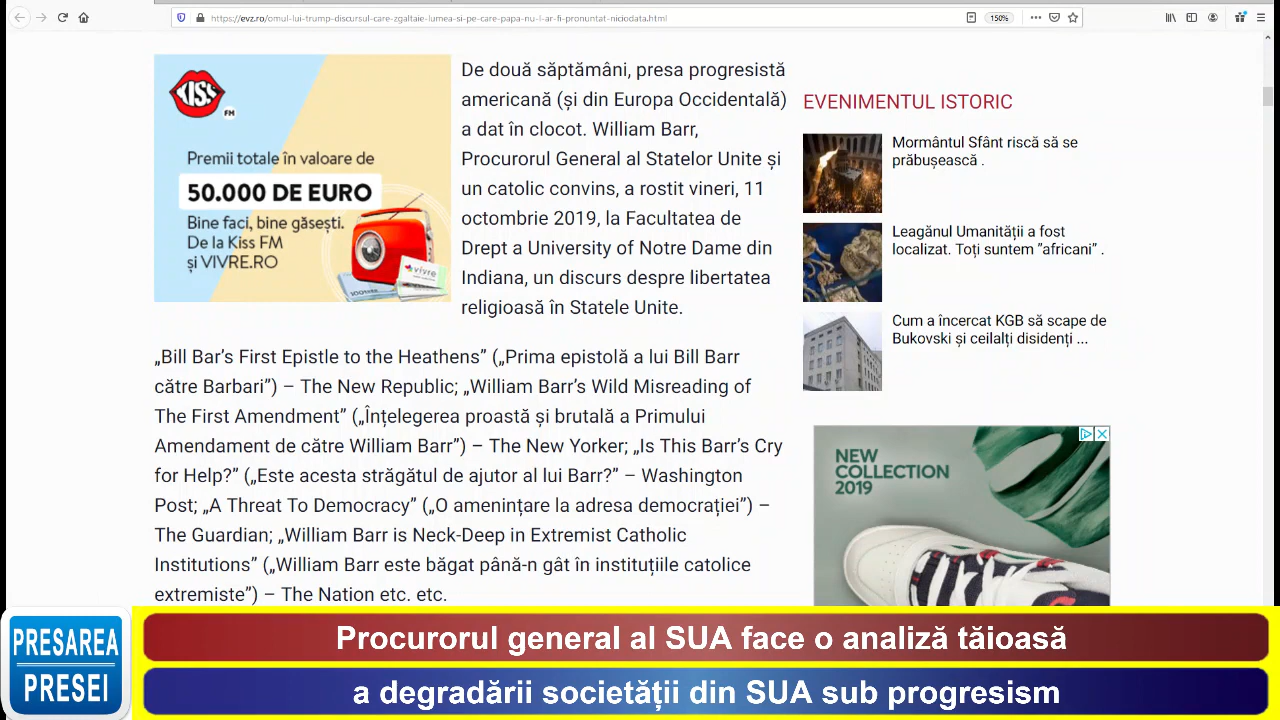 https://evz.ro/omul-lui-trump-discursul-care-zgaltaie-lumea-si-pe-care-papa-nu-l-ar-fi-pronuntat-niciodata.html
150%
KISS
FM
Premii totale în valoare de
50.000 DE EURO
Bine faci, bine găsești.
De la Kiss FM
și VIVRE.RO
vivre
De două săptămâni, presa progresistă
americană (și din Europa Occidentală)
a dat în clocot. William Barr,
Procurorul General al Statelor Unite și
un catolic convins, a rostit vineri, 11
octombrie 2019, la Facultatea de
Drept a University of Notre Dame din
Indiana, un discurs despre libertatea
religioasă în Statele Unite.
„Bill Bar’s First Epistle to the Heathens” („Prima epistolă a lui Bill Barr
către Barbari”) – The New Republic; „William Barr’s Wild Misreading of
The First Amendment” („Înțelegerea proastă și brutală a Primului
Amendament de către William Barr”) – The New Yorker; „Is This Barr’s Cry
for Help?” („Este acesta străgătul de ajutor al lui Barr?” – Washington
Post; „A Threat To Democracy” („O amenințare la adresa democrației”) –
The Guardian; „William Barr is Neck-Deep in Extremist Catholic
Institutions” („William Barr este băgat până-n gât în instituțiile catolice
extremiste”) – The Nation etc. etc.
EVENIMENTUL ISTORIC
Mormântul Sfânt riscă să se
prăbușească .
Leagănul Umanității a fost
localizat. Toți suntem ”africani” .
Cum a încercat KGB să scape de
Bukovski și ceilalți disidenți ...
NEW
COLLECTION
2019
PRESAREA
PRESEI
Procurorul general al SUA face o analiză tăioasă
a degradării societății din SUA sub progresism